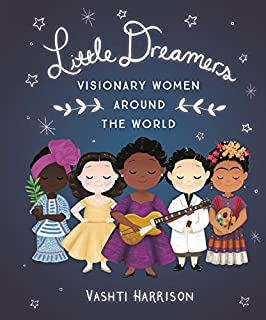 Little Dreamers
VISIONARY WOMEN
AROUND
THE WORLD
VASHTI HARRISON